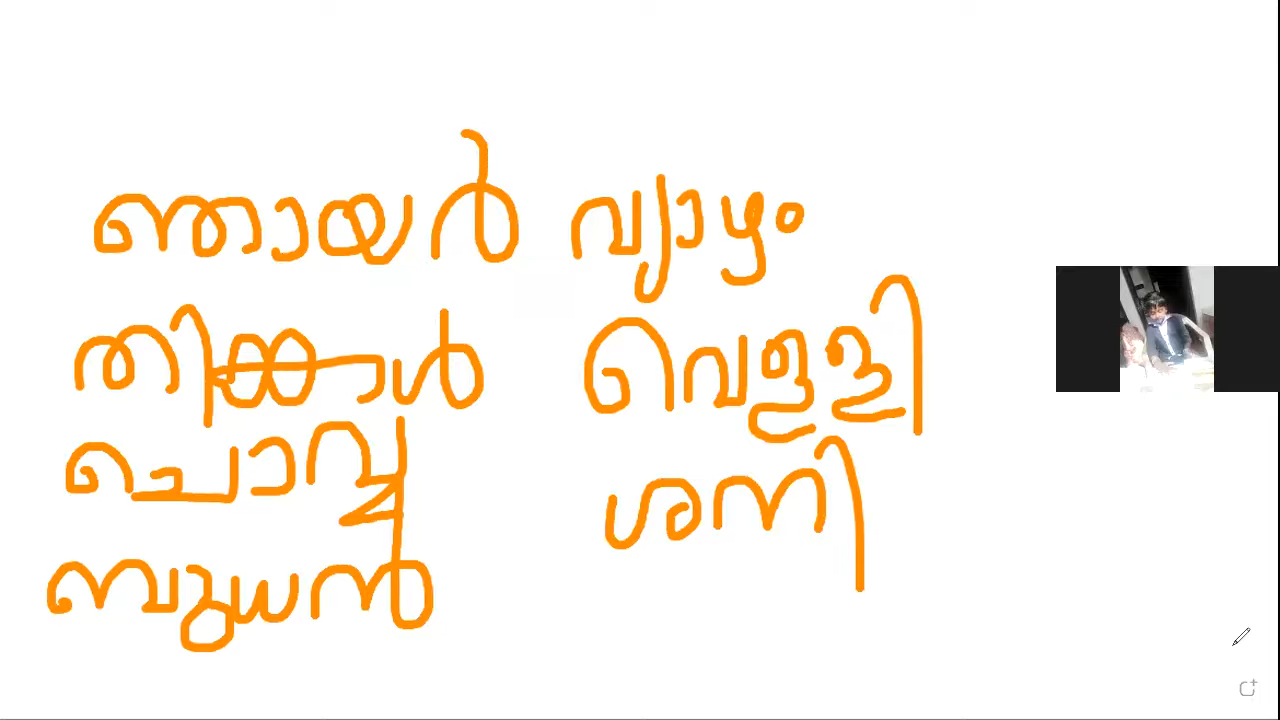 ഞായർ
തിങ്കൾ
ചൊവ്വ
ബുധൻ
വ്യാഴം
വെള്ളി
ശനി